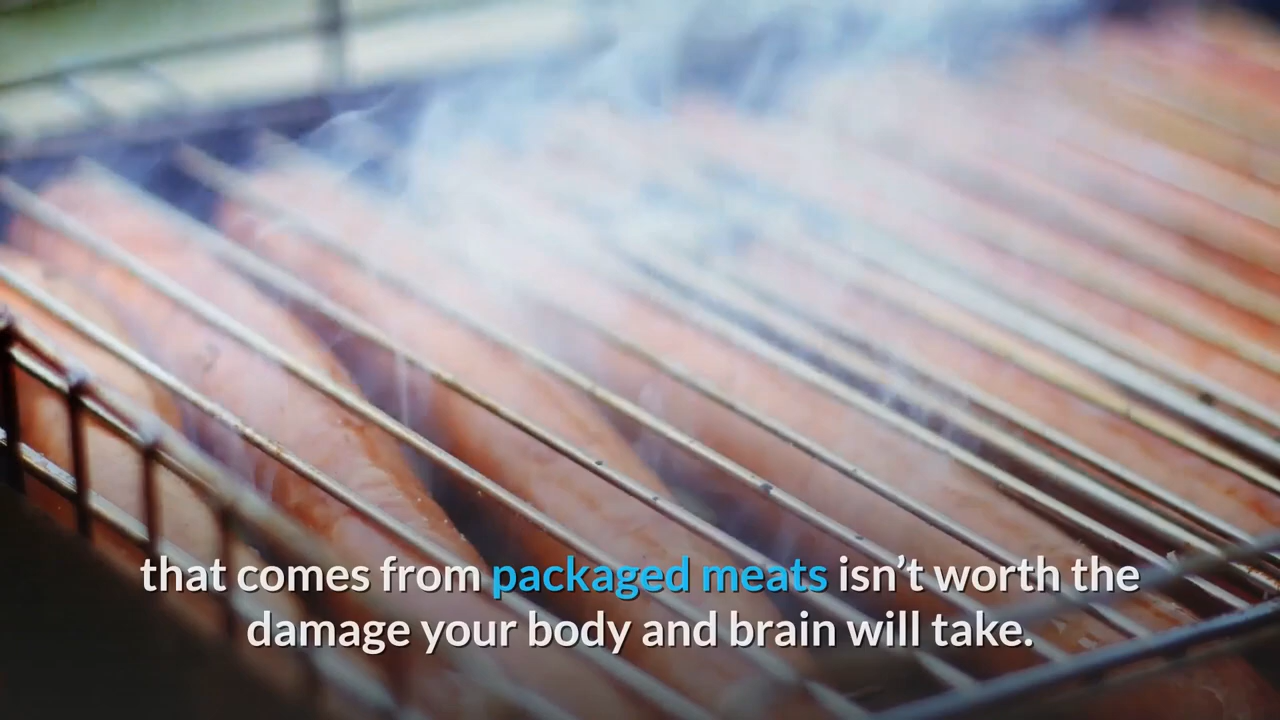 that comes from packaged meats isn’t worth the
damage your body and brain will take.